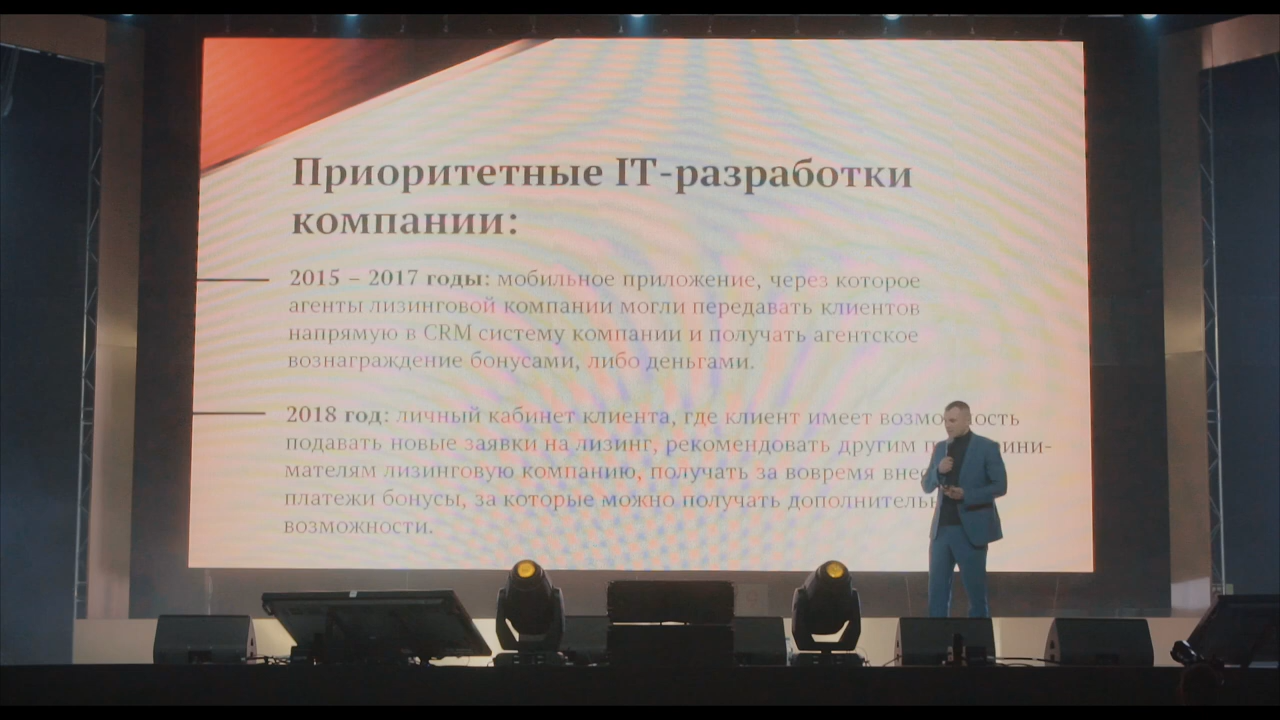 Приоритетные IT-разработки
компании:
2015 – 2017 годы: мобильное приложение, через которое
агенты лизинговой компании могли передавать клиентов
напрямую в CRM систему компании и получать агентское
вознаграждение бонусами, либо деньгами.
2018 год: личный кабинет клиента, где клиент имеет
подавать новые заявки на лизинг, рекомендовать другим
мателям лизинговую компанию, получать за вовремя
платежи бонусы, за которые можно получать
возможности.